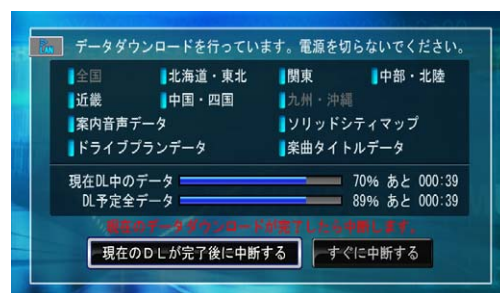 LAN
データダウンロードを行っています。電源を切らないでください。
全国 北海道・東北 関東 中部・北陸
近畿 中国・四国 九州・沖縄
案内音声データ ソリッドシティマップ
ドライブプランデータ 楽曲タイトルデータ
現在DL中のデータ 70% あと 000:39
DL予定全データ 89% あと 000:39
現在のデータダウンロードが完了したら中断します。
現在のＤＬが完了後に中断する すぐに中断する